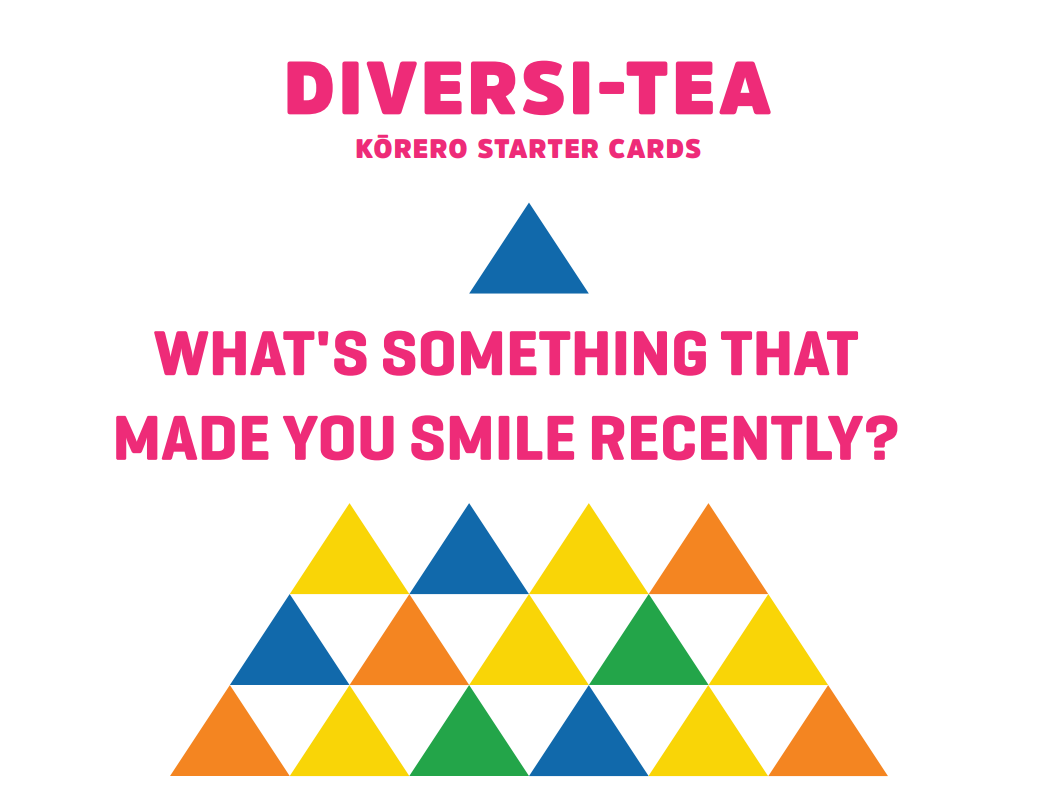 DIVERSI-TEA
KŌRERO STARTER CARDS
WHAT'S SOMETHING THAT
MADE YOU SMILE RECENTLY?